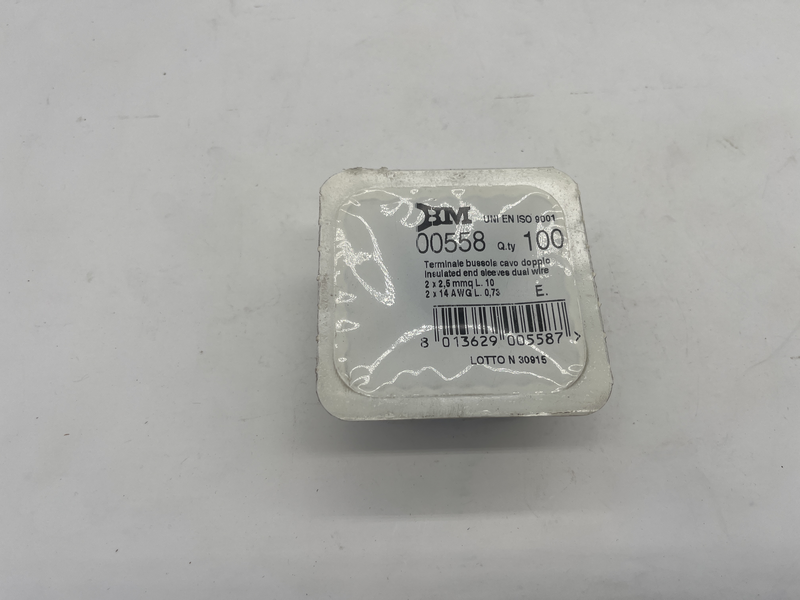 BM UNI EN ISO 9001
00558 Q.ty 100
Terminale bussola cavo doppio
Insulated end sleeves dual wire
2 x 2,5 mmq L. 10
2 x 14 AWG L. 0,73 E.
8 013629 005587 >
LOTTO N 30915